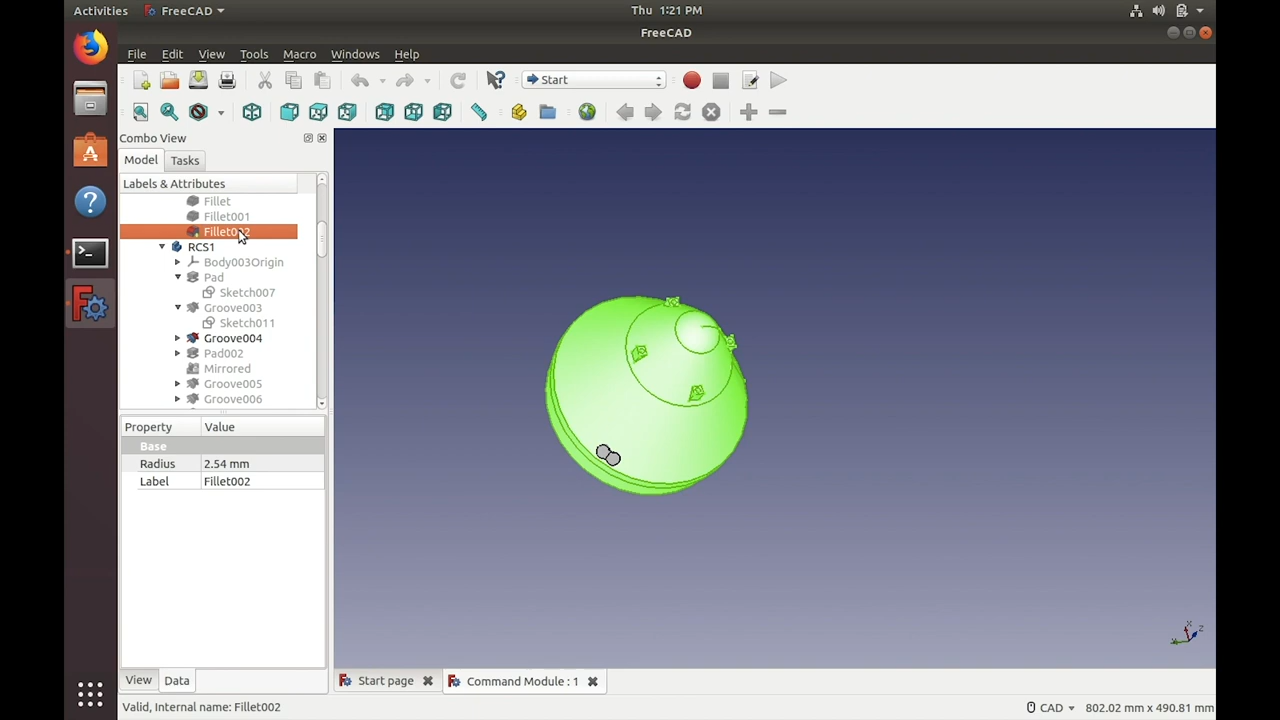 Activities FreeCAD Thu 1:21 PM
FreeCAD
File Edit View Tools Macro Windows Help
Start
Combo View
Model Tasks
Labels & Attributes
Fillet
Fillet001
Fillet002
RCS1
Body003Origin
Pad
Sketch007
Groove003
Sketch011
Groove004
Pad002
Mirrored
Groove005
Groove006
Property Value
Base
Radius 2.54 mm
Label Fillet002
View Data
Start page Command Module : 1
Valid, Internal name: Fillet002 CAD 802.02 mm x 490.81 mm